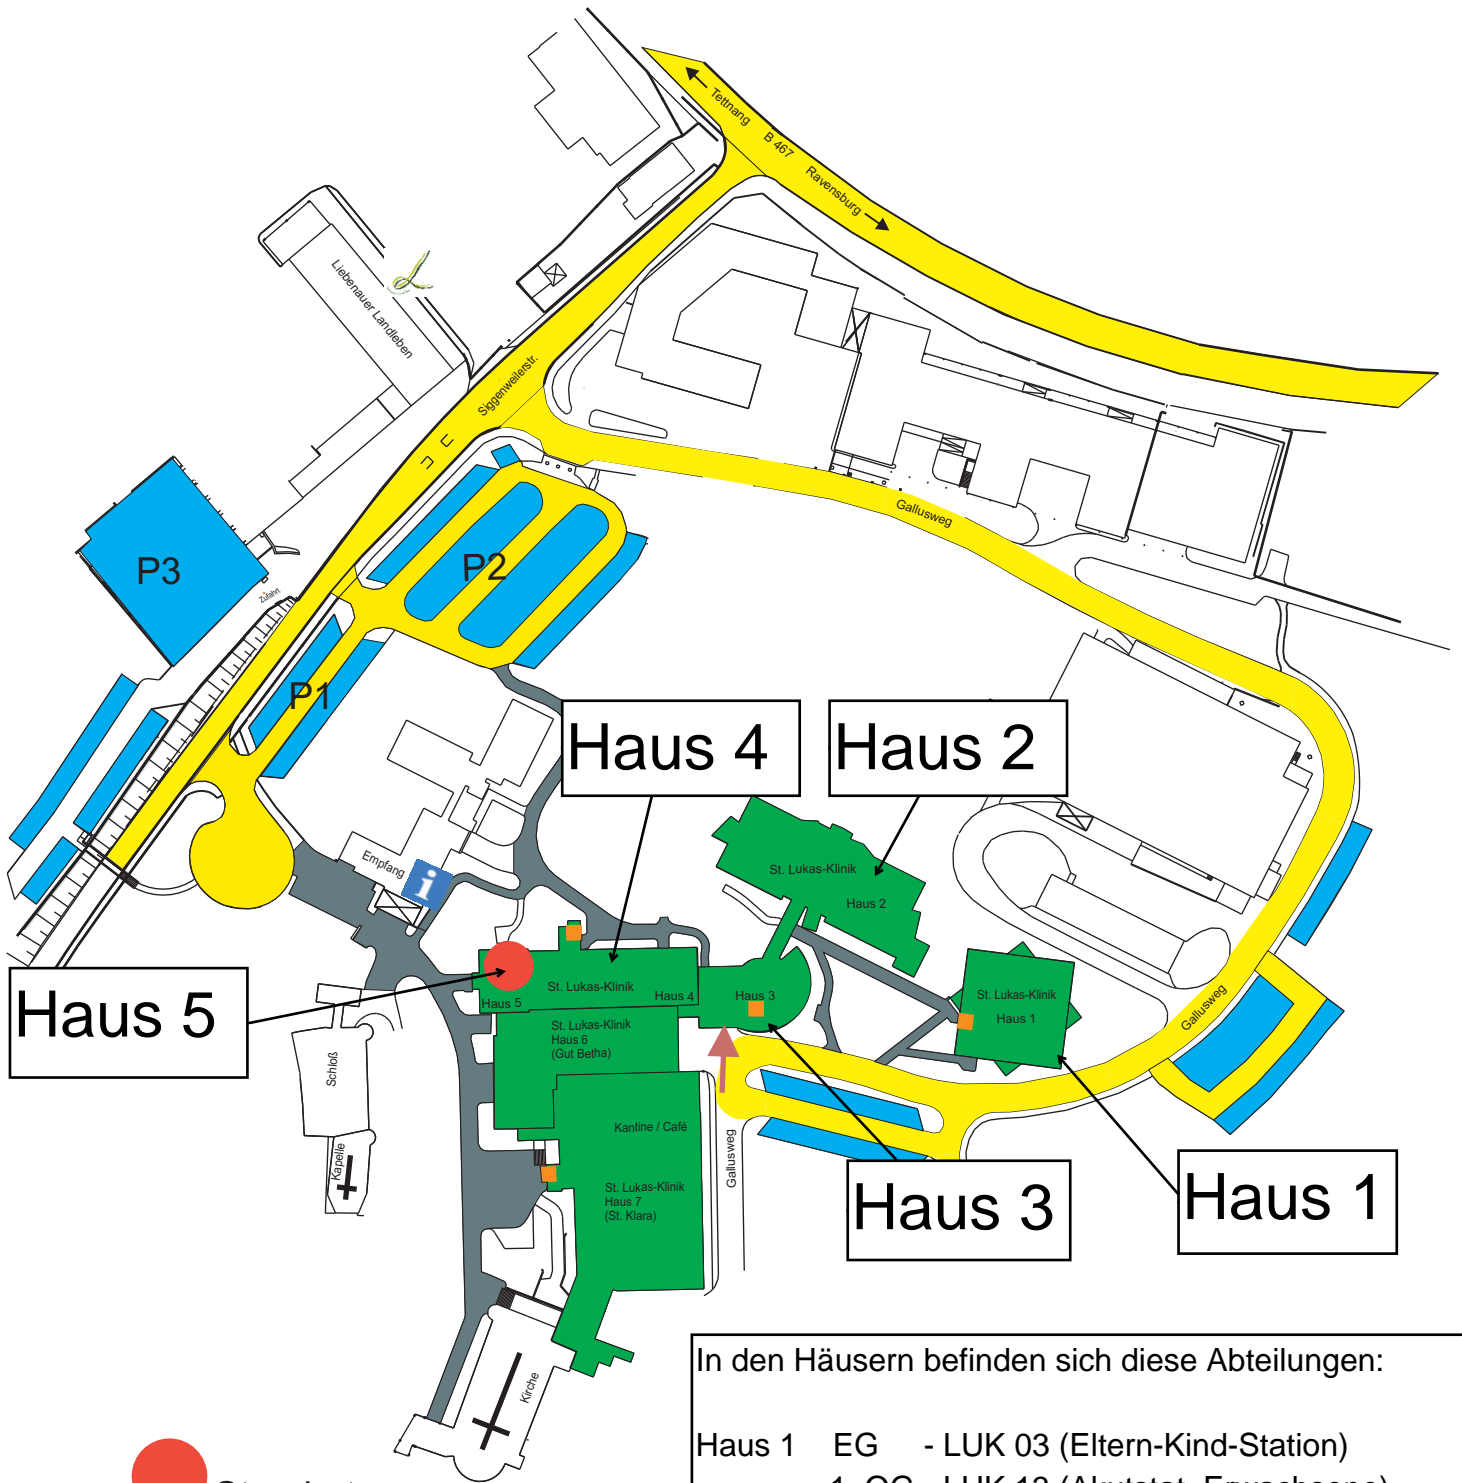 Tettnang
B 467
Ravensburg
Liebenauer Landleben
Siggenweilerstr.
Gallusweg
P3
P2
Zufahrt
P1
Haus 4
Haus 2
Empfang
i
St. Lukas-Klinik
Haus 2
Haus 5
St. Lukas-Klinik
Haus 5
Haus 4
Haus 3
St. Lukas-Klinik
Haus 1
Gallusweg
St. Lukas-Klinik
Haus 6
(Gut Betha)
Schloß
Kapelle
Kantine / Café
Gallusweg
St. Lukas-Klinik
Haus 7
(St. Klara)
Haus 3
Haus 1
Kirche
In den Häusern befinden sich diese Abteilungen:
Haus 1 EG - LUK 03 (Eltern-Kind-Station)